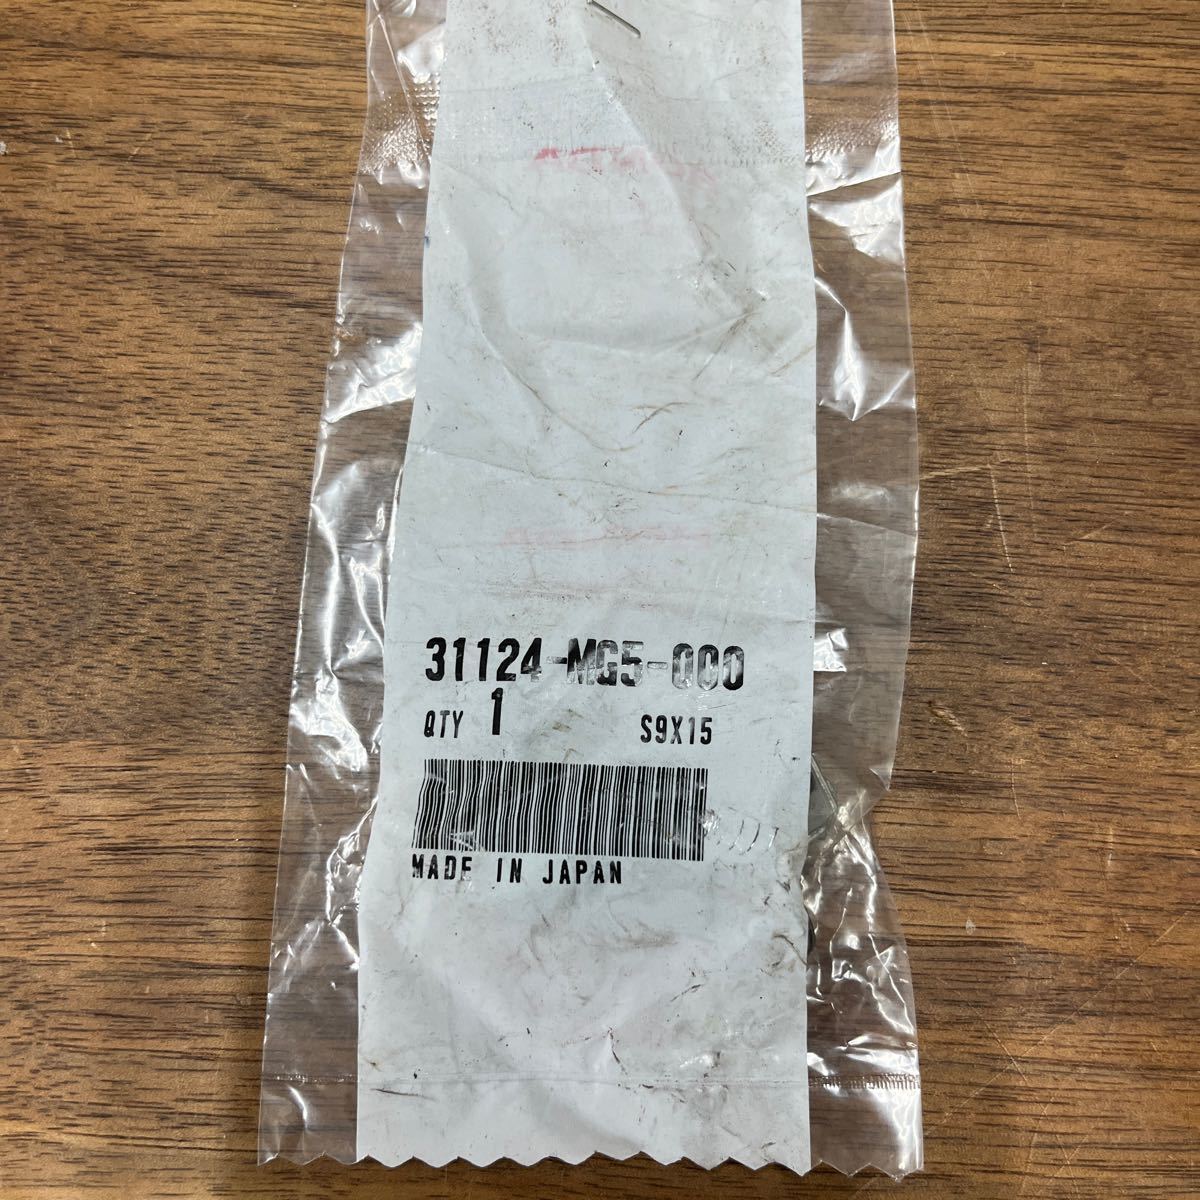 31124-MG5-000
QTY 1 S9X15
MADE IN JAPAN